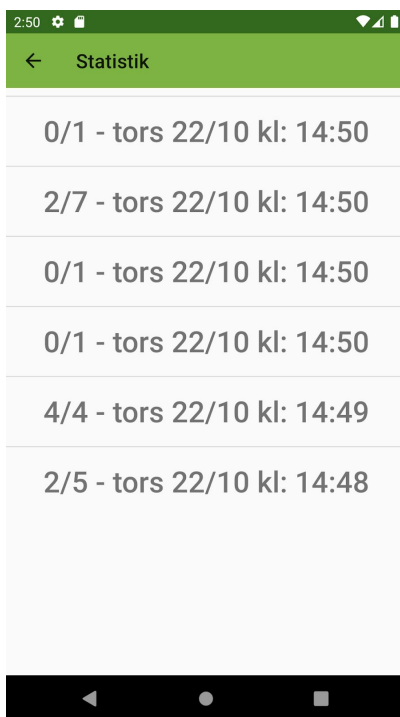 2:50
Statistik
0/1 - tors 22/10 kl: 14:50
2/7 - tors 22/10 kl: 14:50
0/1 - tors 22/10 kl: 14:50
0/1 - tors 22/10 kl: 14:50
4/4 - tors 22/10 kl: 14:49
2/5 - tors 22/10 kl: 14:48